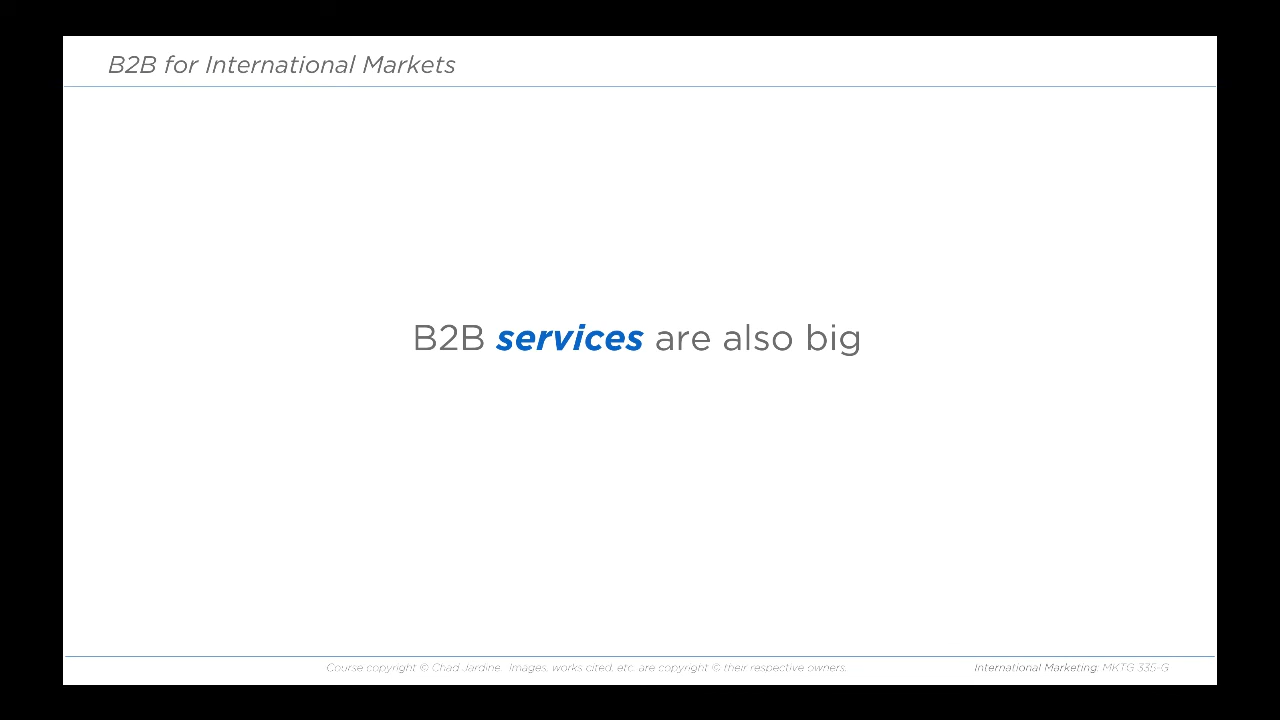 B2B for International Markets
B2B services are also big
Course copyright © Chad Jardine. Images, works cited, etc. are copyright © their respective owners.
International Marketing: MKTG 335-G